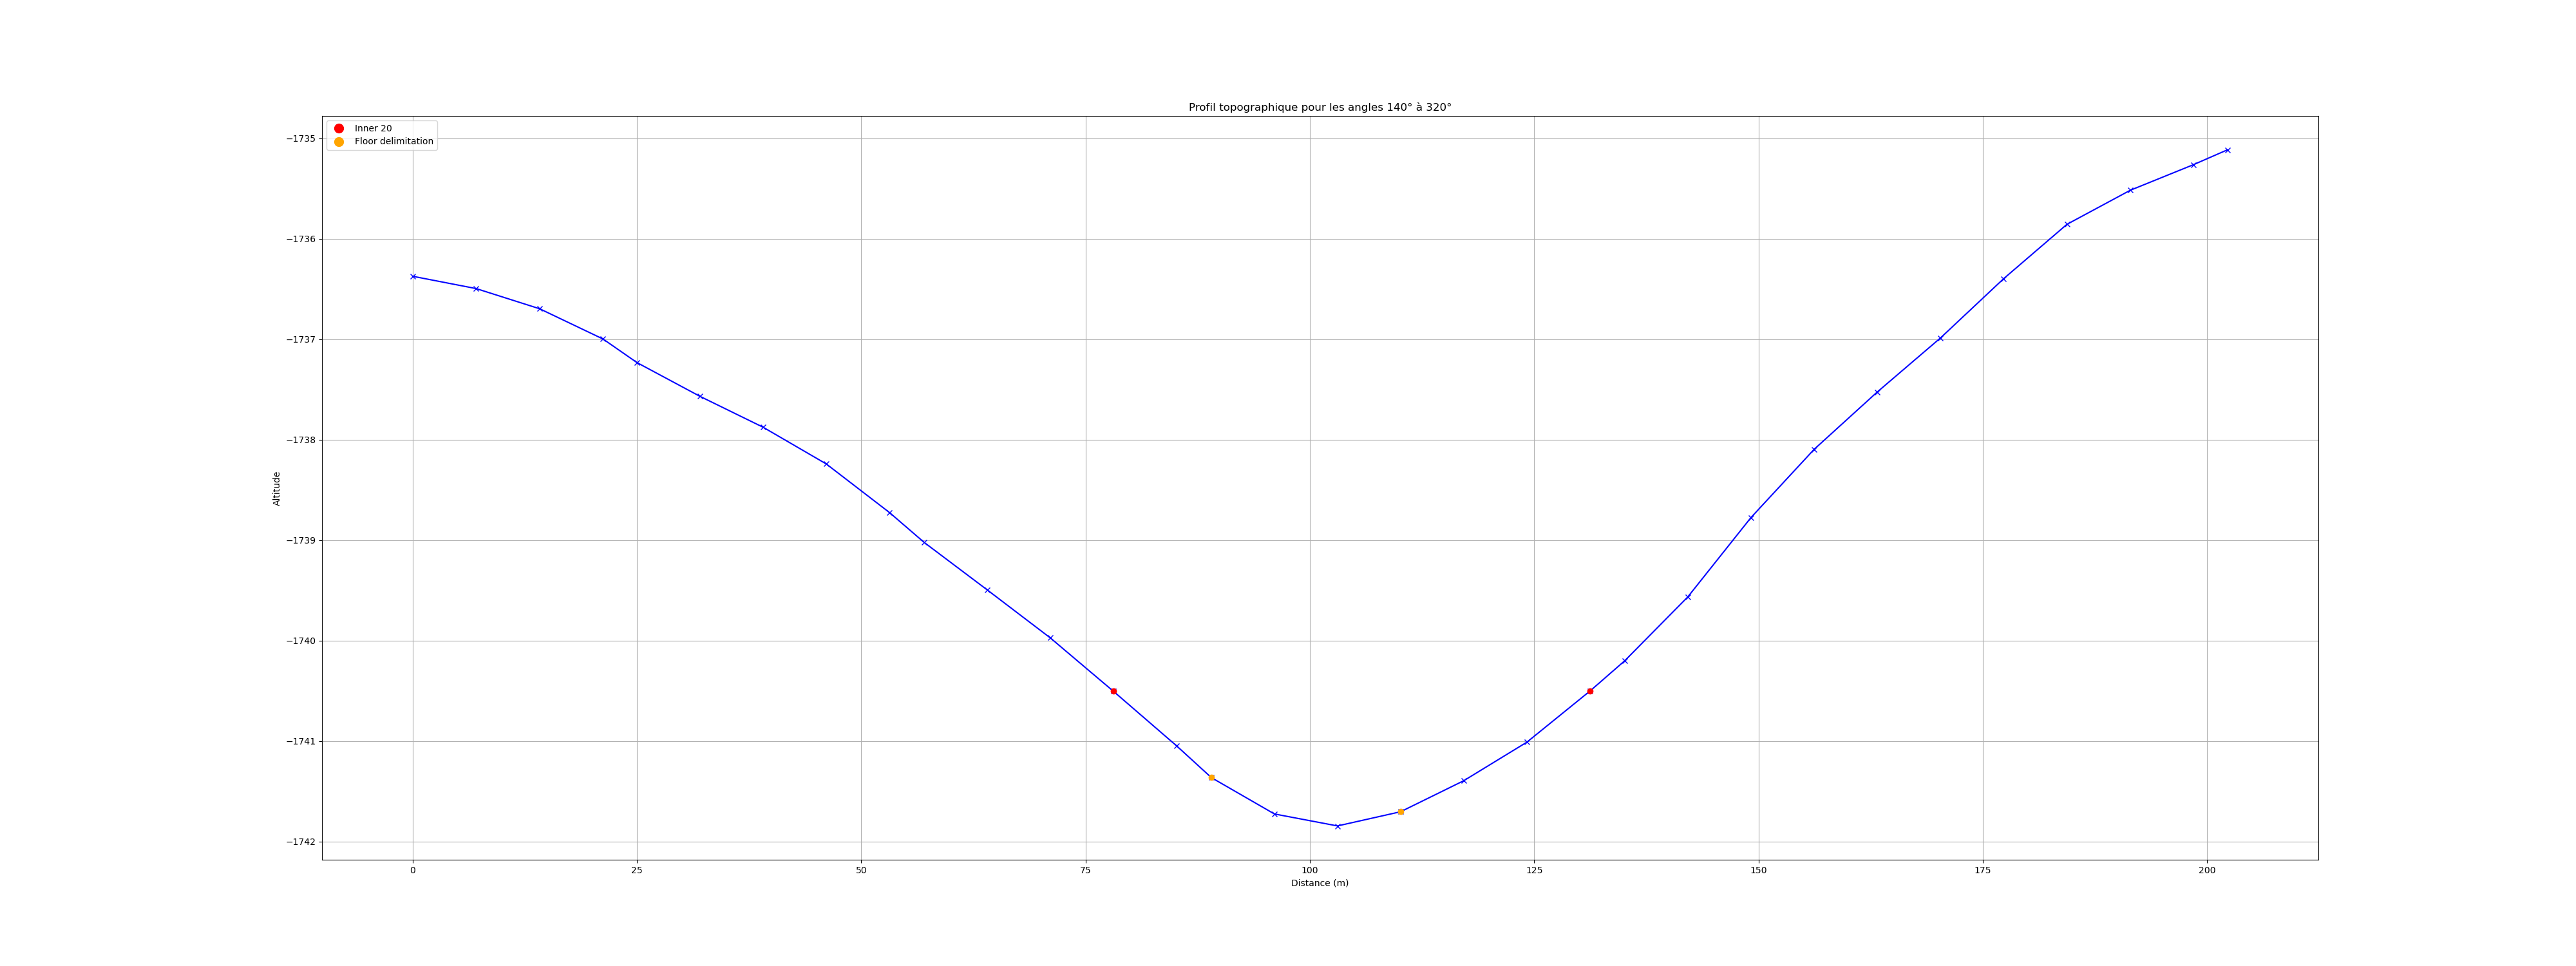 Profil topographique pour les angles 140° à 320°
Inner 20
Floor delimitation
−1735
−1736
−1737
−1738
−1739
−1740
−1741
−1742
Altitude
0 25 50 75 100 125 150 175 200
Distance (m)